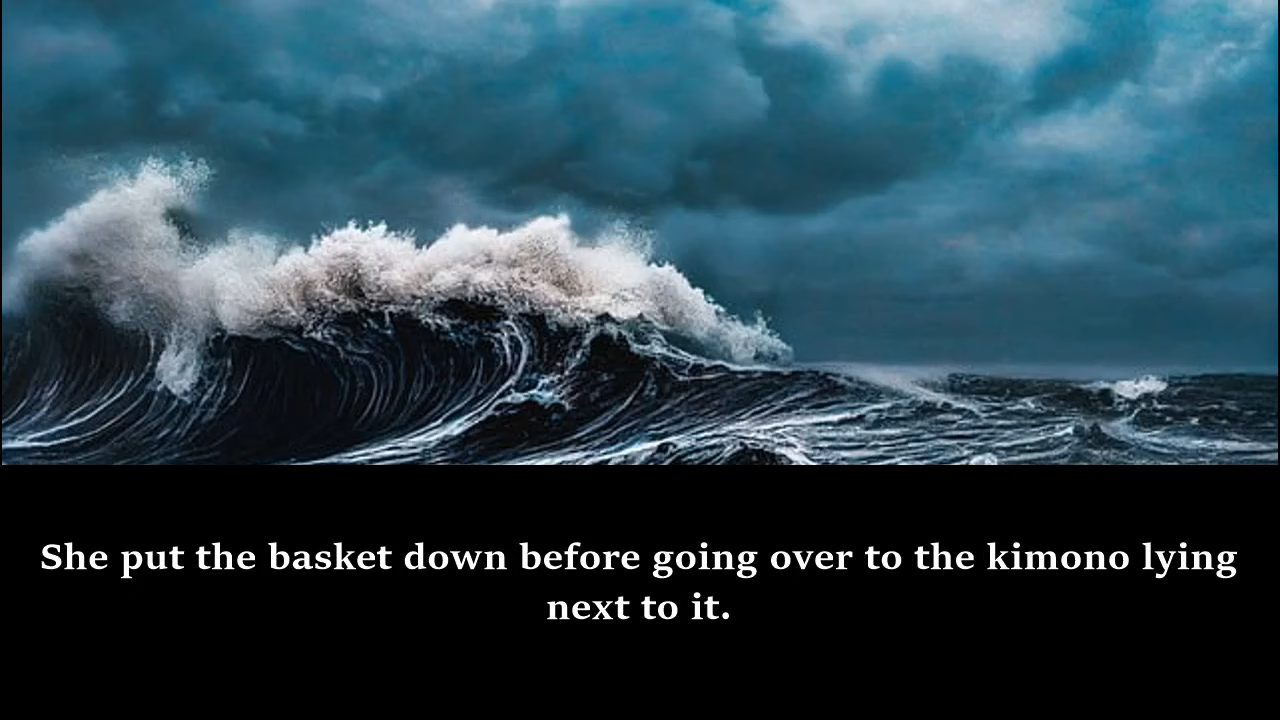 She put the basket down before going over to the kimono lying
next to it.